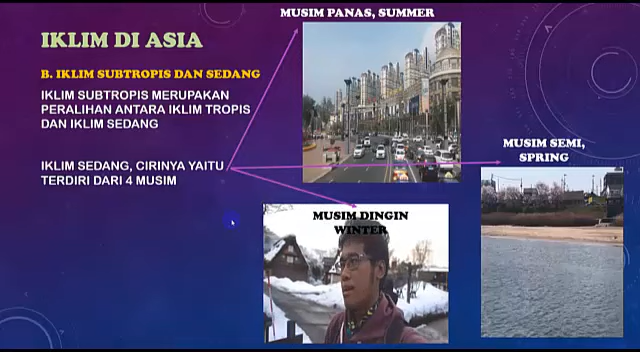 MUSIM PANAS, SUMMER
IKLIM DI ASIA
B. IKLIM SUBTROPIS DAN SEDANG
IKLIM SUBTROPIS MERUPAKAN
PERALIHAN ANTARA IKLIM TROPIS
DAN IKLIM SEDANG
IKLIM SEDANG, CIRINYA YAITU
TERDIRI DARI 4 MUSIM
MUSIM SEMI,
SPRING
MUSIM DINGIN
WINTER